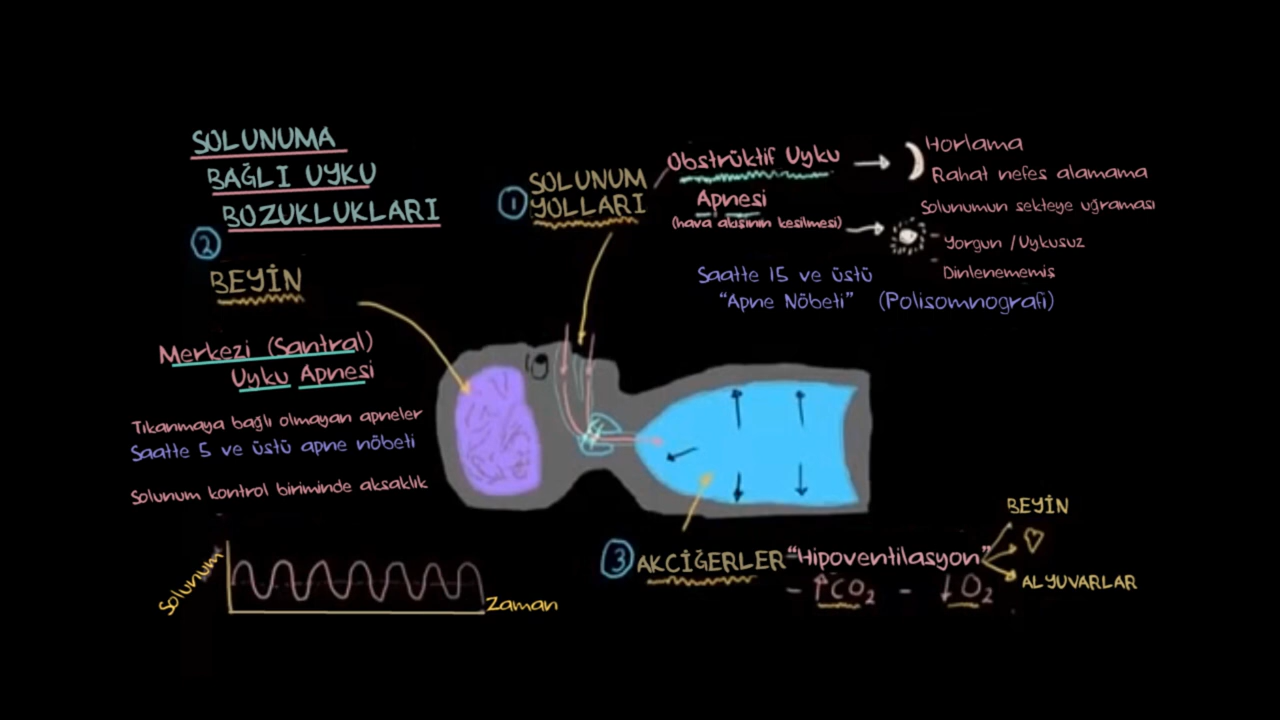 SOLUNUMA
BAĞLI UYKU
BOZUKLUKLARI
1
SOLUNUM
YOLLARI
Obstrüktif Uyku
Apnesi
(hava akışının kesilmesi)
Horlama
Rahat nefes alamama
Solunumun sekteye uğraması
Yorgun / Uykusuz
Dinlenememiş
Saatte 15 ve üstü
"Apne Nöbeti" (Polisomnografi)
2
BEYİN
Merkezi (Santral)
Uyku Apnesi
Tıkanmaya bağlı olmayan apneler
Saatte 5 ve üstü apne nöbeti
Solunum kontrol biriminde aksaklık
Solunum
Zaman
3 AKCİĞERLER "Hipoventilasyon"
- ↑CO₂ - ↓O₂
BEYİN
♡
ALYUVARLAR